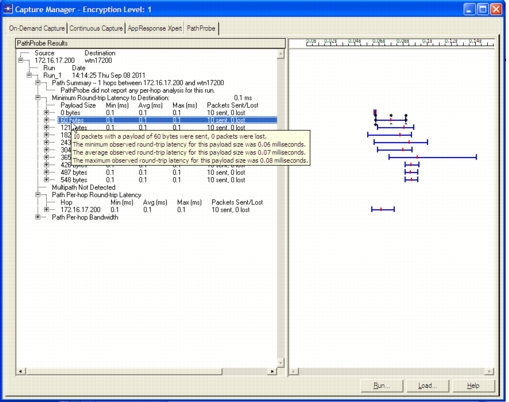 Capture Manager - Encryption Level: 1
On-Demand Capture Continuous Capture AppResponse Xpert PathProbe
PathProbe Results
Source Destination
172.16.17.200 wtn17200
Run Date
Run_1 14:14:25 Thu Sep 08 2011
Path Summary -- 1 hops between 172.16.17.200 and wtn17200
PathProbe did not report any per-hop analysis for this run.
Minimum Round-trip Latency to Destination: 0.1 ms
Payload Size Min (ms) Avg (ms) Max (ms) Packets Sent/Lost
0 bytes 0.1 0.1 0.1 10 sent, 0 lost
60 bytes 0.1 0.1 0.1 10 sent, 0 lost
121 bytes 0.1 0.1 0.1 10 sent, 0 lost
182
10 packets with a payload of 60 bytes were sent, 0 packets were lost.
243
The minimum observed round-trip latency for this payload size was 0.06 milliseconds.
304
The average observed round-trip latency for this payload size was 0.07 milliseconds.
365
The maximum observed round-trip latency for this payload size was 0.08 milliseconds.
426 bytes 0.1 0.1 0.1 10 sent, 0 lost
487 bytes 0.1 0.1 0.1 10 sent, 0 lost
548 bytes 0.1 0.1 0.1 10 sent, 0 lost
Multipath Not Detected
Path Per-hop Round-trip Latency
Hop Min (ms) Avg (ms) Max (ms) Packets Sent/Lost
172.16.17.200 0.1 0.1 0.1 10 sent, 0 lost
Path Per-hop Bandwidth
Run... Load... Help